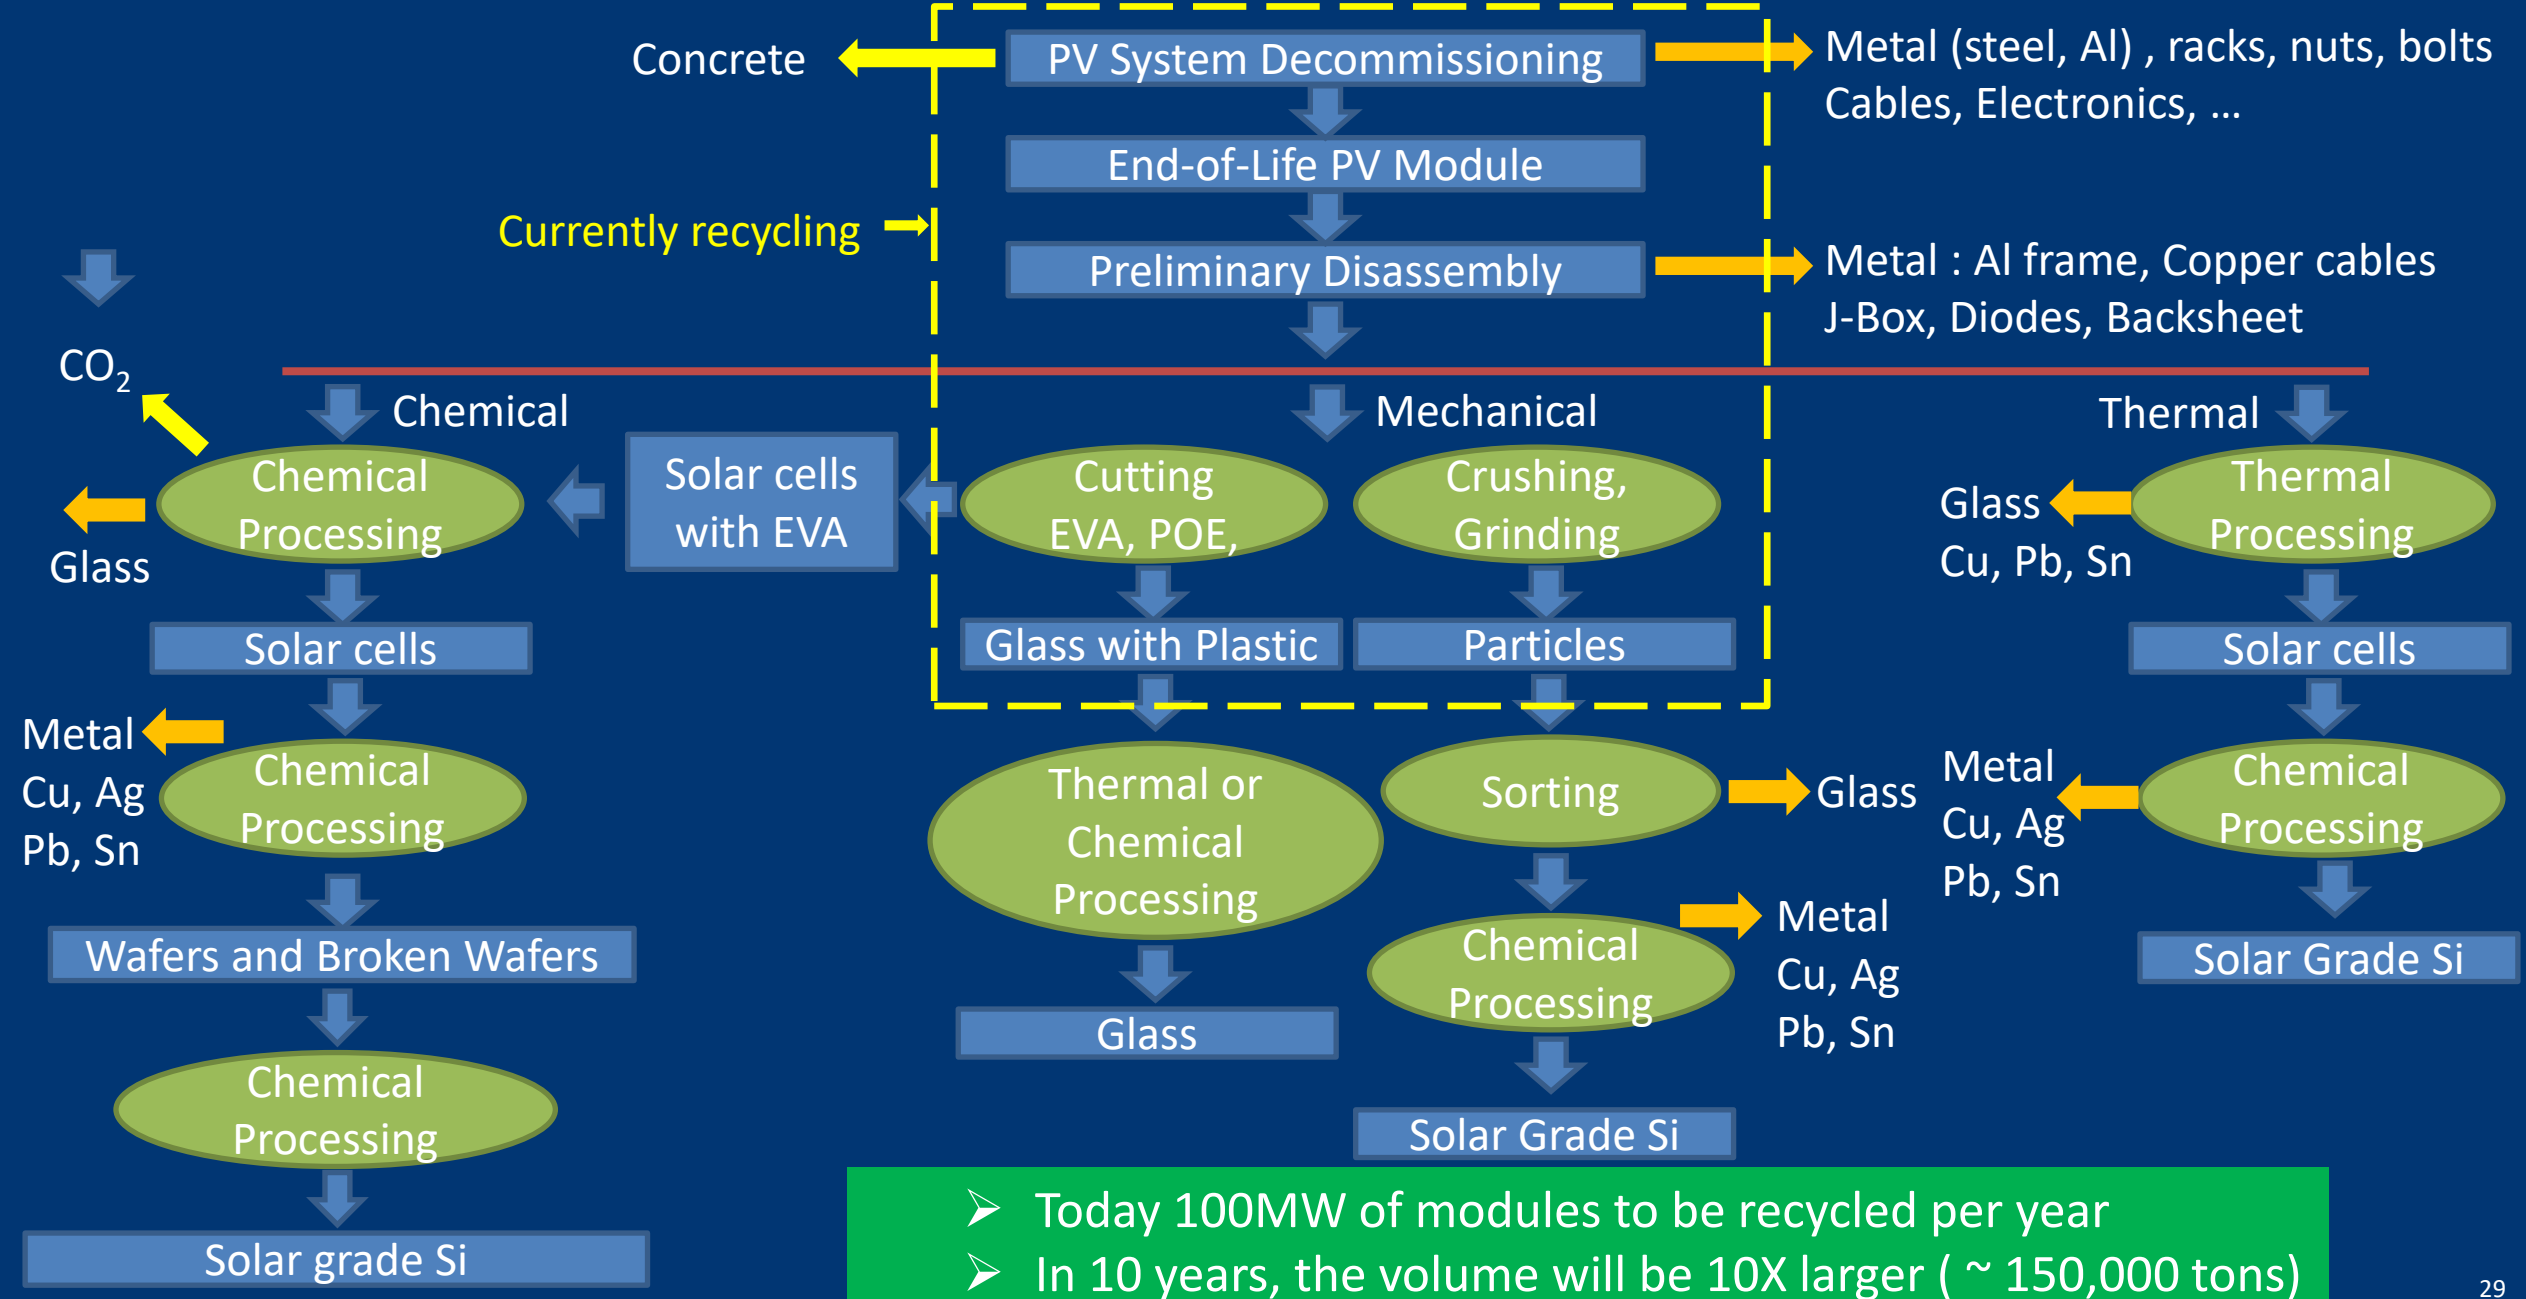 Concrete
PV System Decommissioning
Metal (steel, Al) , racks, nuts, bolts
Cables, Electronics, ...
End-of-Life PV Module
Currently recycling
Preliminary Disassembly
Metal : Al frame, Copper cables
J-Box, Diodes, Backsheet
CO2
Chemical
Mechanical
Thermal
Chemical
Processing
Glass
Solar cells
with EVA
Cutting
EVA, POE,
Crushing,
Grinding
Glass
Cu, Pb, Sn
Thermal
Processing
Solar cells
Glass with Plastic
Particles
Solar cells
Metal
Cu, Ag
Pb, Sn
Chemical
Processing
Thermal or
Chemical
Processing
Sorting
Glass
Metal
Cu, Ag
Pb, Sn
Chemical
Processing
Wafers and Broken Wafers
Glass
Chemical
Processing
Metal
Cu, Ag
Pb, Sn
Solar Grade Si
Chemical
Processing
Solar Grade Si
Solar grade Si
➢ Today 100MW of modules to be recycled per year
➢ In 10 years, the volume will be 10X larger ( ~ 150,000 tons)
29